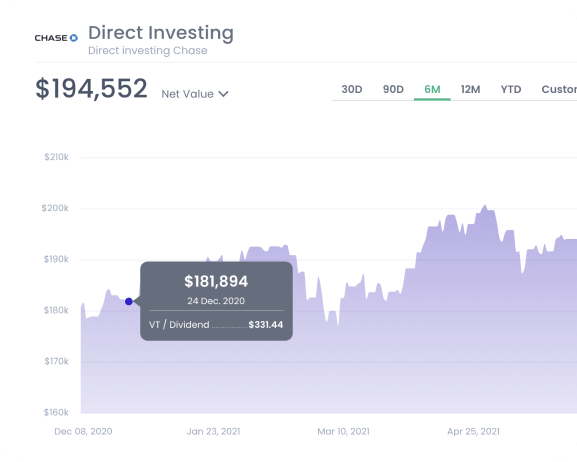 CHASE Direct Investing
Direct investing Chase
$194,552 Net Value
30D 90D 6M 12M YTD Custom
$210k
$200k
$190k
$180k
$170k
$160k
$181,894
24 Dec. 2020
VT / Dividend ............. $331.44
Dec 08, 2020 Jan 23, 2021 Mar 10, 2021 Apr 25, 2021